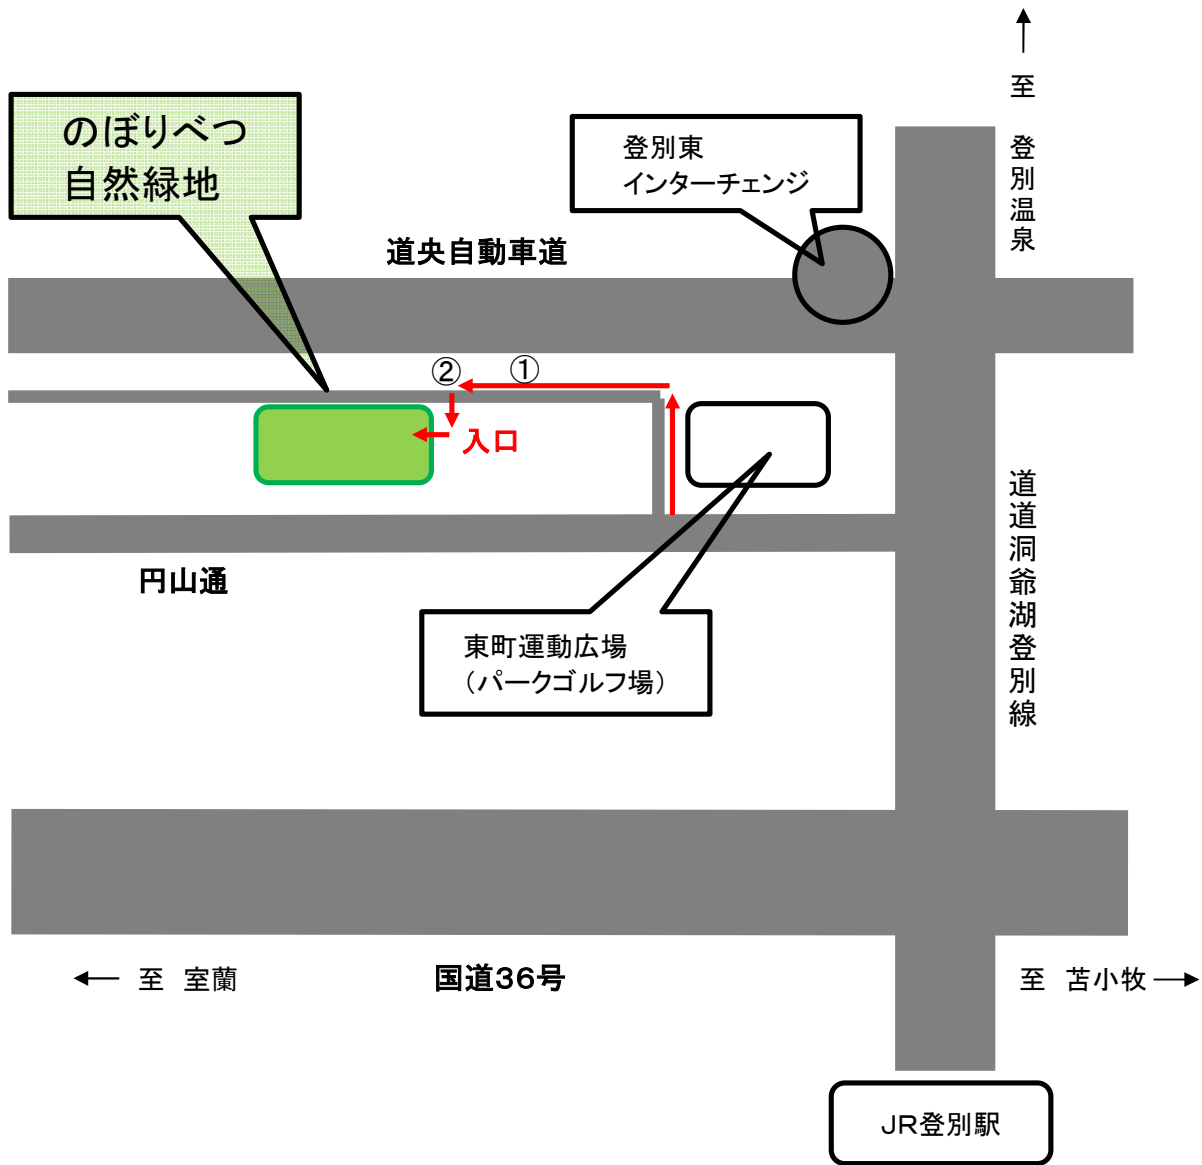 至 登別温泉
のぼりべつ
自然緑地
登別東
インターチェンジ
道央自動車道
② ①
入口
道道洞爺湖登別線
円山通
東町運動広場
（パークゴルフ場）
← 至 室蘭
国道36号
至 苫小牧 →
JR登別駅